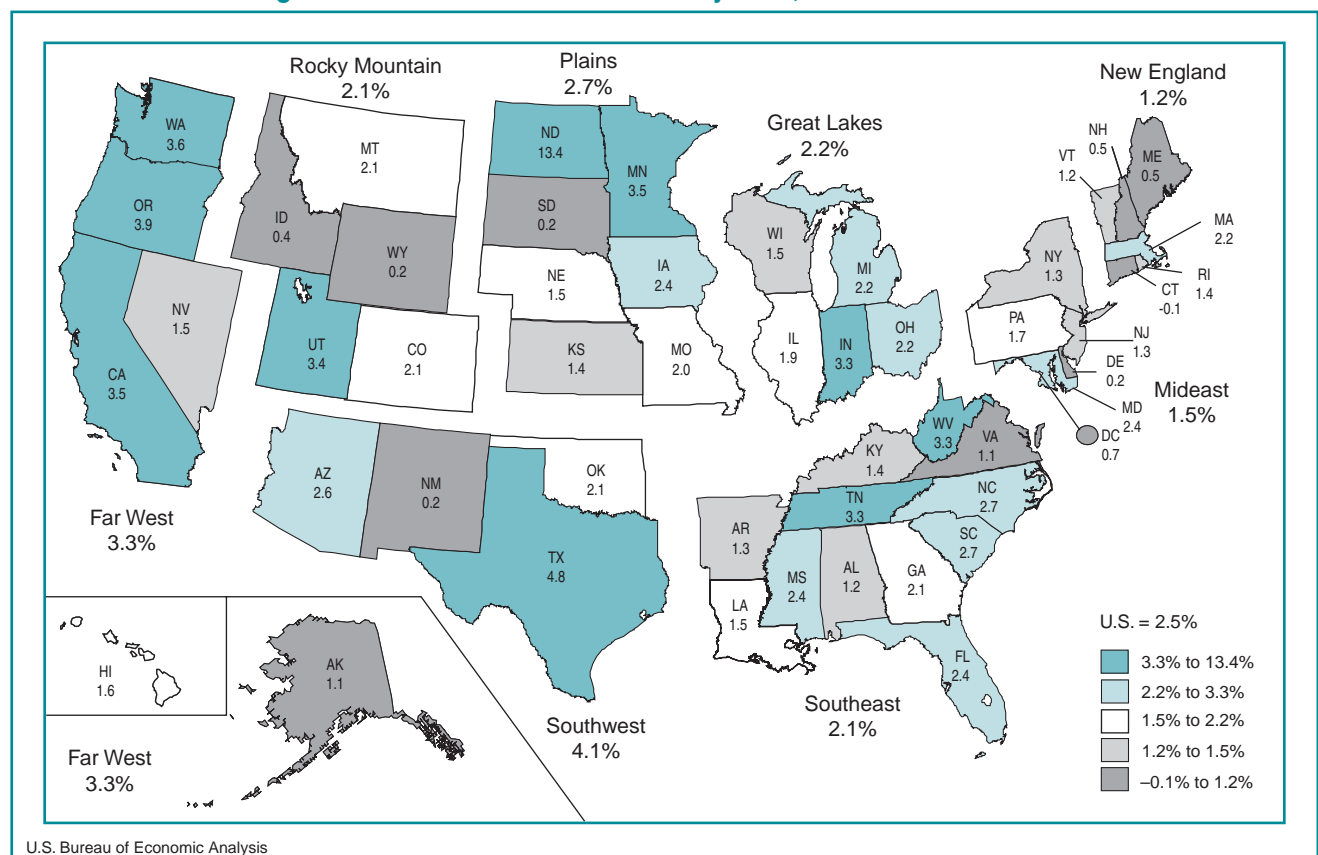 Rocky Mountain
2.1%
Plains
2.7%
Great Lakes
2.2%
New England
1.2%
WA
3.6
OR
3.9
CA
3.5
NV
1.5
ID
0.4
MT
2.1
WY
0.2
UT
3.4
CO
2.1
ND
13.4
SD
0.2
NE
1.5
KS
1.4
MN
3.5
IA
2.4
MO
2.0
WI
1.5
IL
1.9
MI
2.2
IN
3.3
OH
2.2
NH
0.5
VT
1.2
ME
0.5
MA
2.2
RI
1.4
CT
-0.1
NY
1.3
PA
1.7
NJ
1.3
DE
0.2
MD
2.4
DC
0.7
Mideast
1.5%
AZ
2.6
NM
0.2
OK
2.1
TX
4.8
AR
1.3
LA
1.5
KY
1.4
TN
3.3
MS
2.4
AL
1.2
GA
2.1
FL
2.4
WV
3.3
VA
1.1
NC
2.7
SC
2.7
Far West
3.3%
HI
1.6
AK
1.1
Far West
3.3%
Southwest
4.1%
Southeast
2.1%
U.S. = 2.5%
3.3% to 13.4%
2.2% to 3.3%
1.5% to 2.2%
1.2% to 1.5%
–0.1% to 1.2%
U.S. Bureau of Economic Analysis